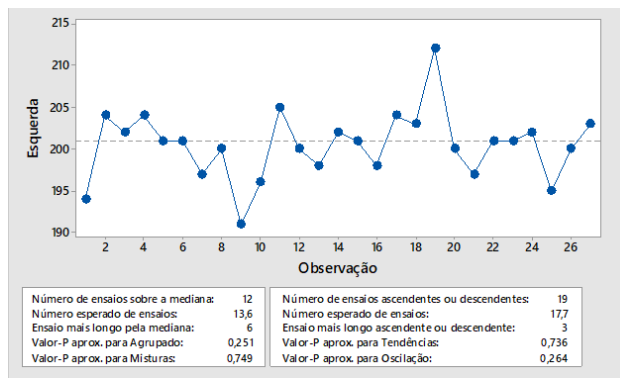 215
210
205
200
195
190
Esquerda
2 4 6 8 10 12 14 16 18 20 22 24 26
Observação
Número de ensaios sobre a mediana: 12
Número esperado de ensaios: 13,6
Ensaio mais longo pela mediana: 6
Valor-P aprox. para Agrupado: 0,251
Valor-P aprox. para Misturas: 0,749
Número de ensaios ascendentes ou descendentes: 19
Número esperado de ensaios: 17,7
Ensaio mais longo ascendente ou descendente: 3
Valor-P aprox. para Tendências: 0,736
Valor-P aprox. para Oscilação: 0,264